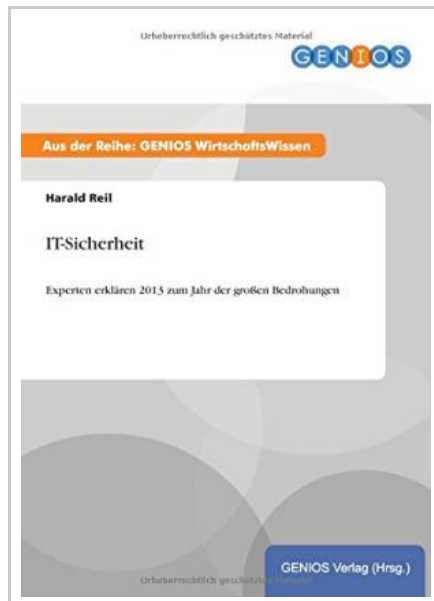 Urheberrechtlich geschütztes Material
GENIOS
Aus der Reihe: GENIOS WirtschaftsWissen
Harald Reil
IT-Sicherheit
Experten erklären 2013 zum Jahr der großen Bedrohungen
GENIOS Verlag (Hrsg.)
Urheberrechtlich geschütztes Material